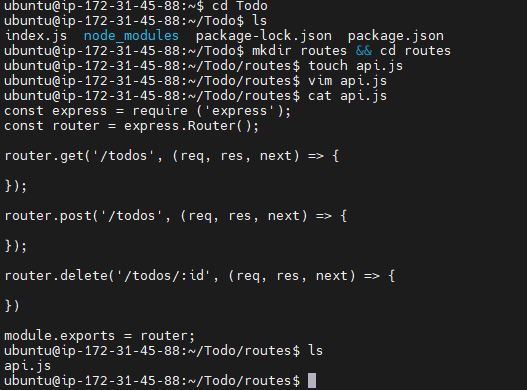 ubuntu@ip-172-31-45-88:~$ cd Todo
ubuntu@ip-172-31-45-88:~/Todo$ ls
index.js  node_modules  package-lock.json  package.json
ubuntu@ip-172-31-45-88:~/Todo$ mkdir routes && cd routes
ubuntu@ip-172-31-45-88:~/Todo/routes$ touch api.js
ubuntu@ip-172-31-45-88:~/Todo/routes$ vim api.js
ubuntu@ip-172-31-45-88:~/Todo/routes$ cat api.js
const express = require ('express');
const router = express.Router();

router.get('/todos', (req, res, next) => {

});

router.post('/todos', (req, res, next) => {

});

router.delete('/todos/:id', (req, res, next) => {

})

module.exports = router;
ubuntu@ip-172-31-45-88:~/Todo/routes$ ls
api.js
ubuntu@ip-172-31-45-88:~/Todo/routes$